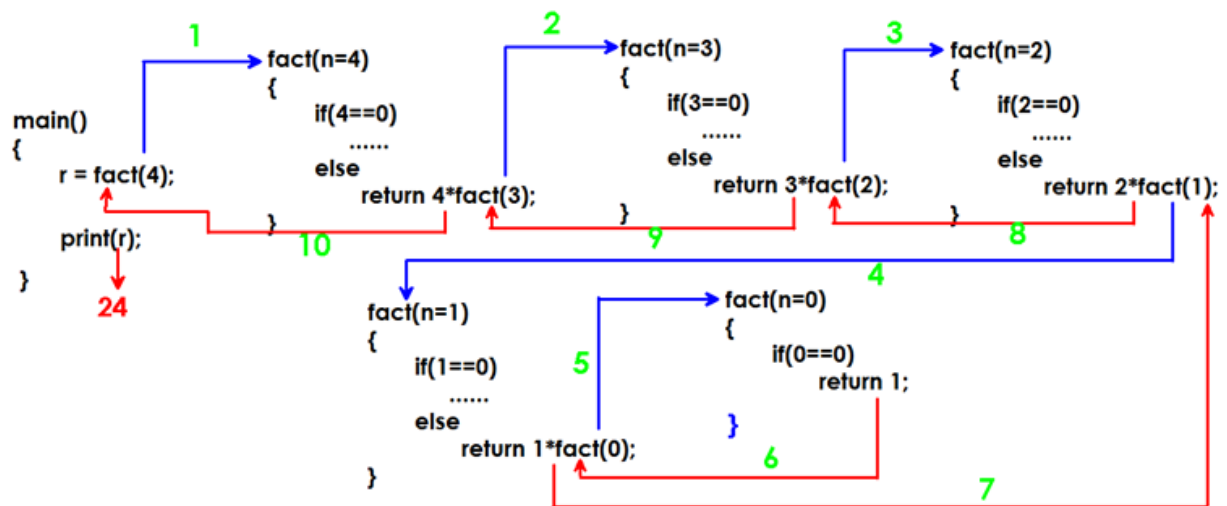 1
fact(n=4)
{
if(4==0)
......
else
return 4*fact(3);
}
2
fact(n=3)
{
if(3==0)
......
else
return 3*fact(2);
}
3
fact(n=2)
{
if(2==0)
......
else
return 2*fact(1);
}
main()
{
r = fact(4);
print(r);
}
24
10
9
8
4
fact(n=1)
{
if(1==0)
......
else
return 1*fact(0);
}
5
fact(n=0)
{
if(0==0)
return 1;
}
6
7